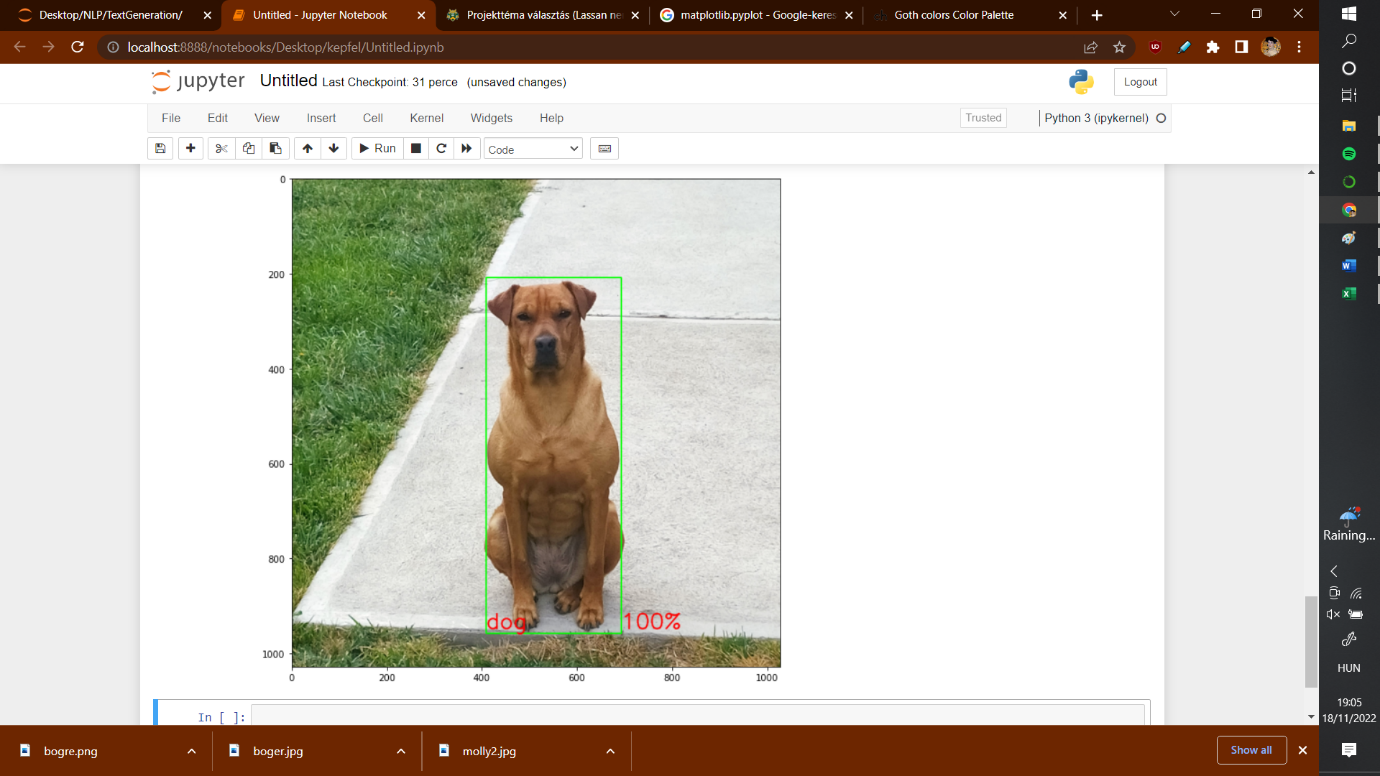 Desktop/NLP/TextGeneration/
Untitled - Jupyter Notebook
Projekttéma választás (Lassan ne
matplotlib.pyplot - Google-keres
Goth colors Color Palette
localhost:8888/notebooks/Desktop/kepfel/Untitled.ipynb
jupyter Untitled Last Checkpoint: 31 perce (unsaved changes)
Logout
File Edit View Insert Cell Kernel Widgets Help
Trusted
Python 3 (ipykernel)
Run
Code
0
200
400
600
800
1000
dog 100%
0 200 400 600 800 1000
In [ ]:
bogre.png
boger.jpg
molly2.jpg
Show all
Raining...
HUN
19:05
18/11/2022